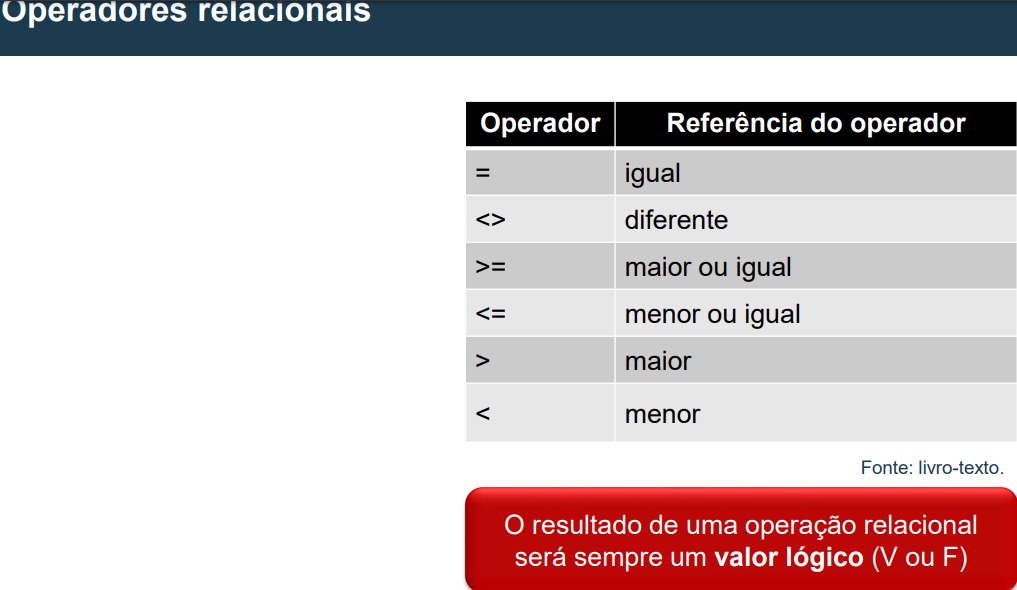 Operadores relacionais
Operador Referência do operador
= igual
<> diferente
>= maior ou igual
<= menor ou igual
> maior
< menor
Fonte: livro-texto.
O resultado de uma operação relacional
será sempre um valor lógico (V ou F)